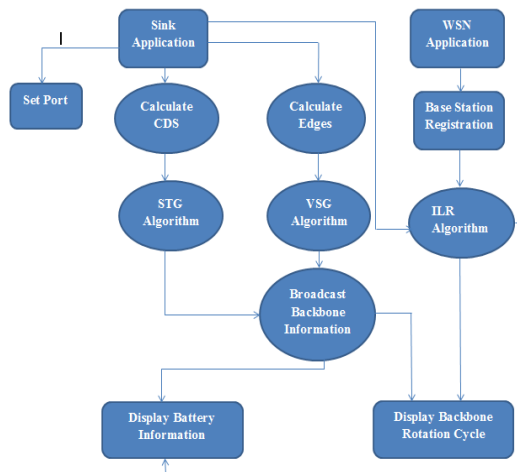 Sink
Application
WSN
Application
Set Port
Calculate
CDS
Calculate
Edges
Base Station
Registration
STG
Algorithm
VSG
Algorithm
ILR
Algorithm
Broadcast
Backbone
Information
Display Battery
Information
Display Backbone
Rotation Cycle